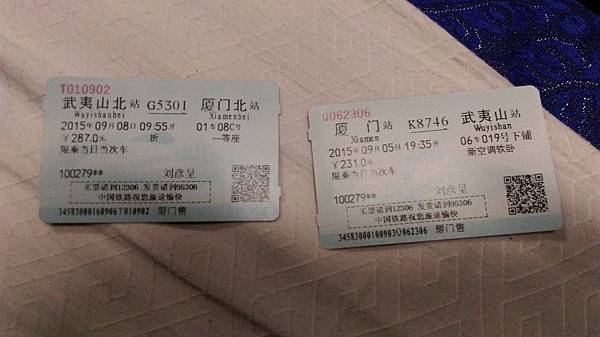 T010902
武夷山北站 G5301 厦门北站
Wuyishanbei Xiamenbei
2015年09月08日09:55开 01车08C号
￥287.0元 折 一等座
限乘当日当次车
100279** 刘彦呈
买票请到12306 发货请到95306
中国铁路祝您旅途愉快
34583000160906T010902 厦门售
Q062306
厦门站 K8746 武夷山站
Xiamen Wuyishan
2015年09月05日19:35开 06车019号下铺
￥231.0元 新空调软卧
限乘当日当次车
100279** 刘彦呈
买票请到12306 发货请到95306
中国铁路祝您旅途愉快
34583000100903Q062306 厦门售